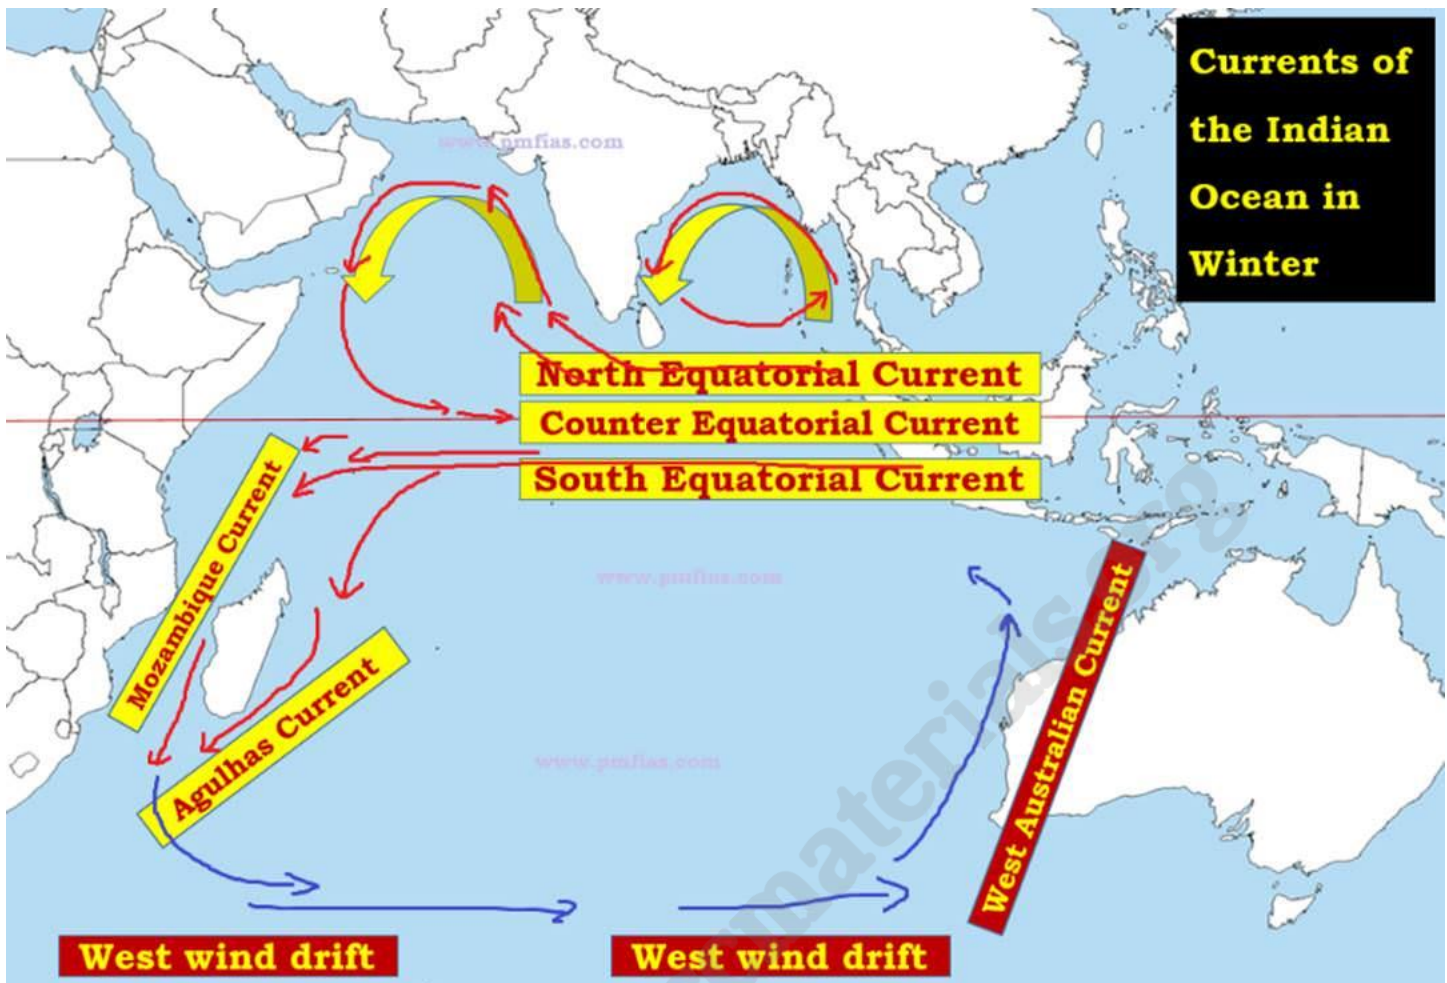 Currents of
the Indian
Ocean in
Winter
www.pmfias.com
North Equatorial Current
Counter Equatorial Current
South Equatorial Current
Mozambique Current
www.pmfias.com
Agulhas Current
West Australian Current
www.pmfias.com
West wind drift
West wind drift